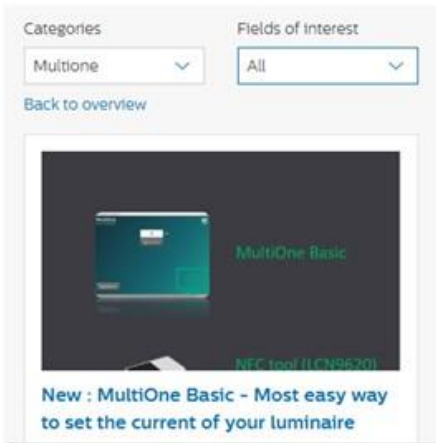 Categories Fields of interest
Multione All
Back to overview
MultiOne Basic
NFC tool (LCN9620)
New : MultiOne Basic - Most easy way
to set the current of your luminaire